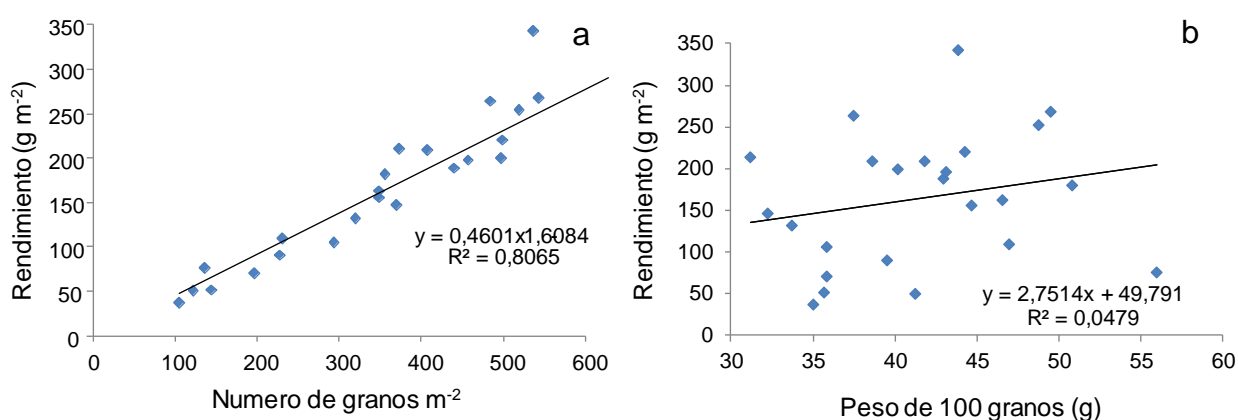 a
Rendimiento (g m-2)
350
300
250
200
150
100
50
0
0 100 200 300 400 500 600
Numero de granos m-2
y = 0,4601x1,6084
R² = 0,8065
b
Rendimiento (g m-2)
350
300
250
200
150
100
50
0
30 35 40 45 50 55 60
Peso de 100 granos (g)
y = 2,7514x + 49,791
R² = 0,0479